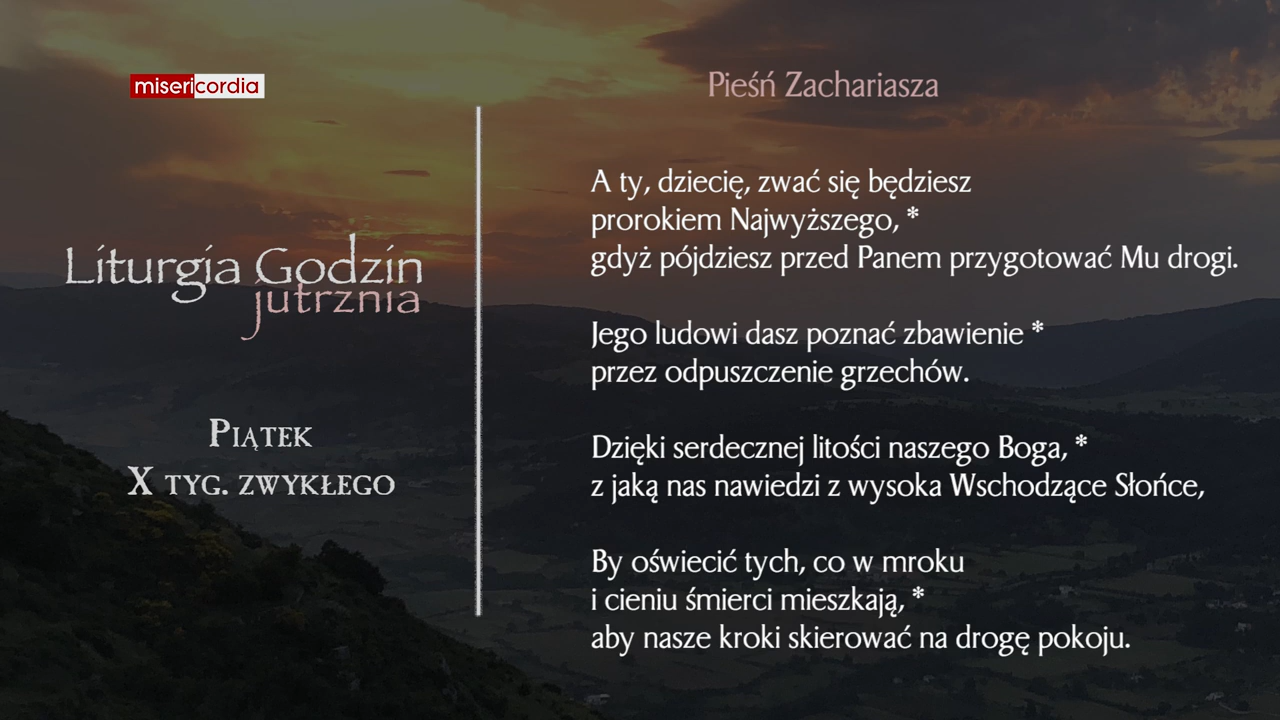 misericordia
Liturgia Godzin
jutrznia
Piątek
X tyg. zwykłego
Pieśń Zachariasza
A ty, dziecię, zwać się będziesz
prorokiem Najwyższego, *
gdyż pójdziesz przed Panem przygotować Mu drogi.
Jego ludowi dasz poznać zbawienie *
przez odpuszczenie grzechów.
Dzięki serdecznej litości naszego Boga, *
z jaką nas nawiedzi z wysoka Wschodzące Słońce,
By oświecić tych, co w mroku
i cieniu śmierci mieszkają, *
aby nasze kroki skierować na drogę pokoju.